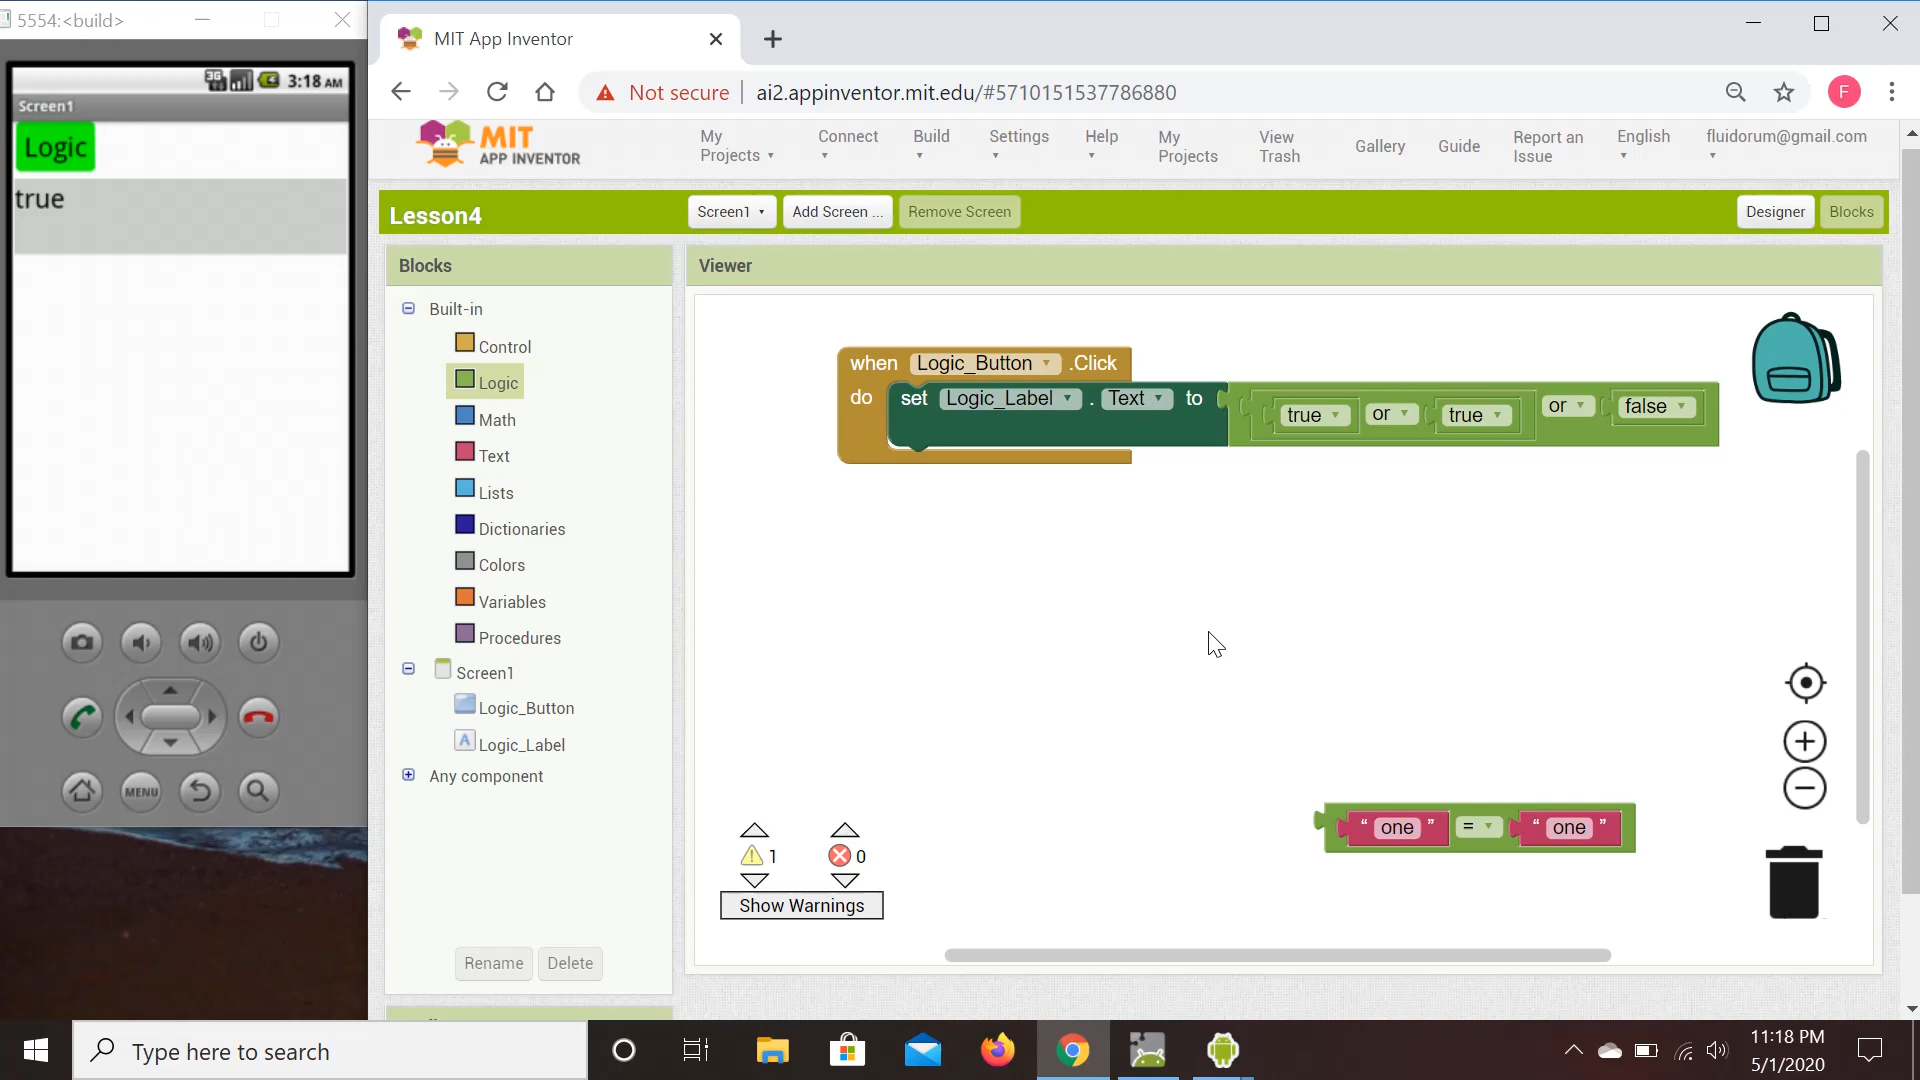 5554:<build>
3G
3:18 AM
Screen1
Logic
true
MENU
MIT App Inventor
Not secure
ai2.appinventor.mit.edu/#5710151537786880
F
MIT
APP INVENTOR
My
Projects
Connect
Build
Settings
Help
My
Projects
View
Trash
Gallery
Guide
Report an
Issue
English
fluidorum@gmail.com
Lesson4
Screen1
Add Screen ...
Remove Screen
Designer
Blocks
Blocks
Viewer
Built-in
Control
Logic
Math
Text
Lists
Dictionaries
Colors
Variables
Procedures
Screen1
Logic_Button
A Logic_Label
Any component
Rename
Delete
when Logic_Button .Click
do set Logic_Label . Text to true or true or false
“ one ” = “ one ”
1
0
Show Warnings
Type here to search
11:18 PM
5/1/2020